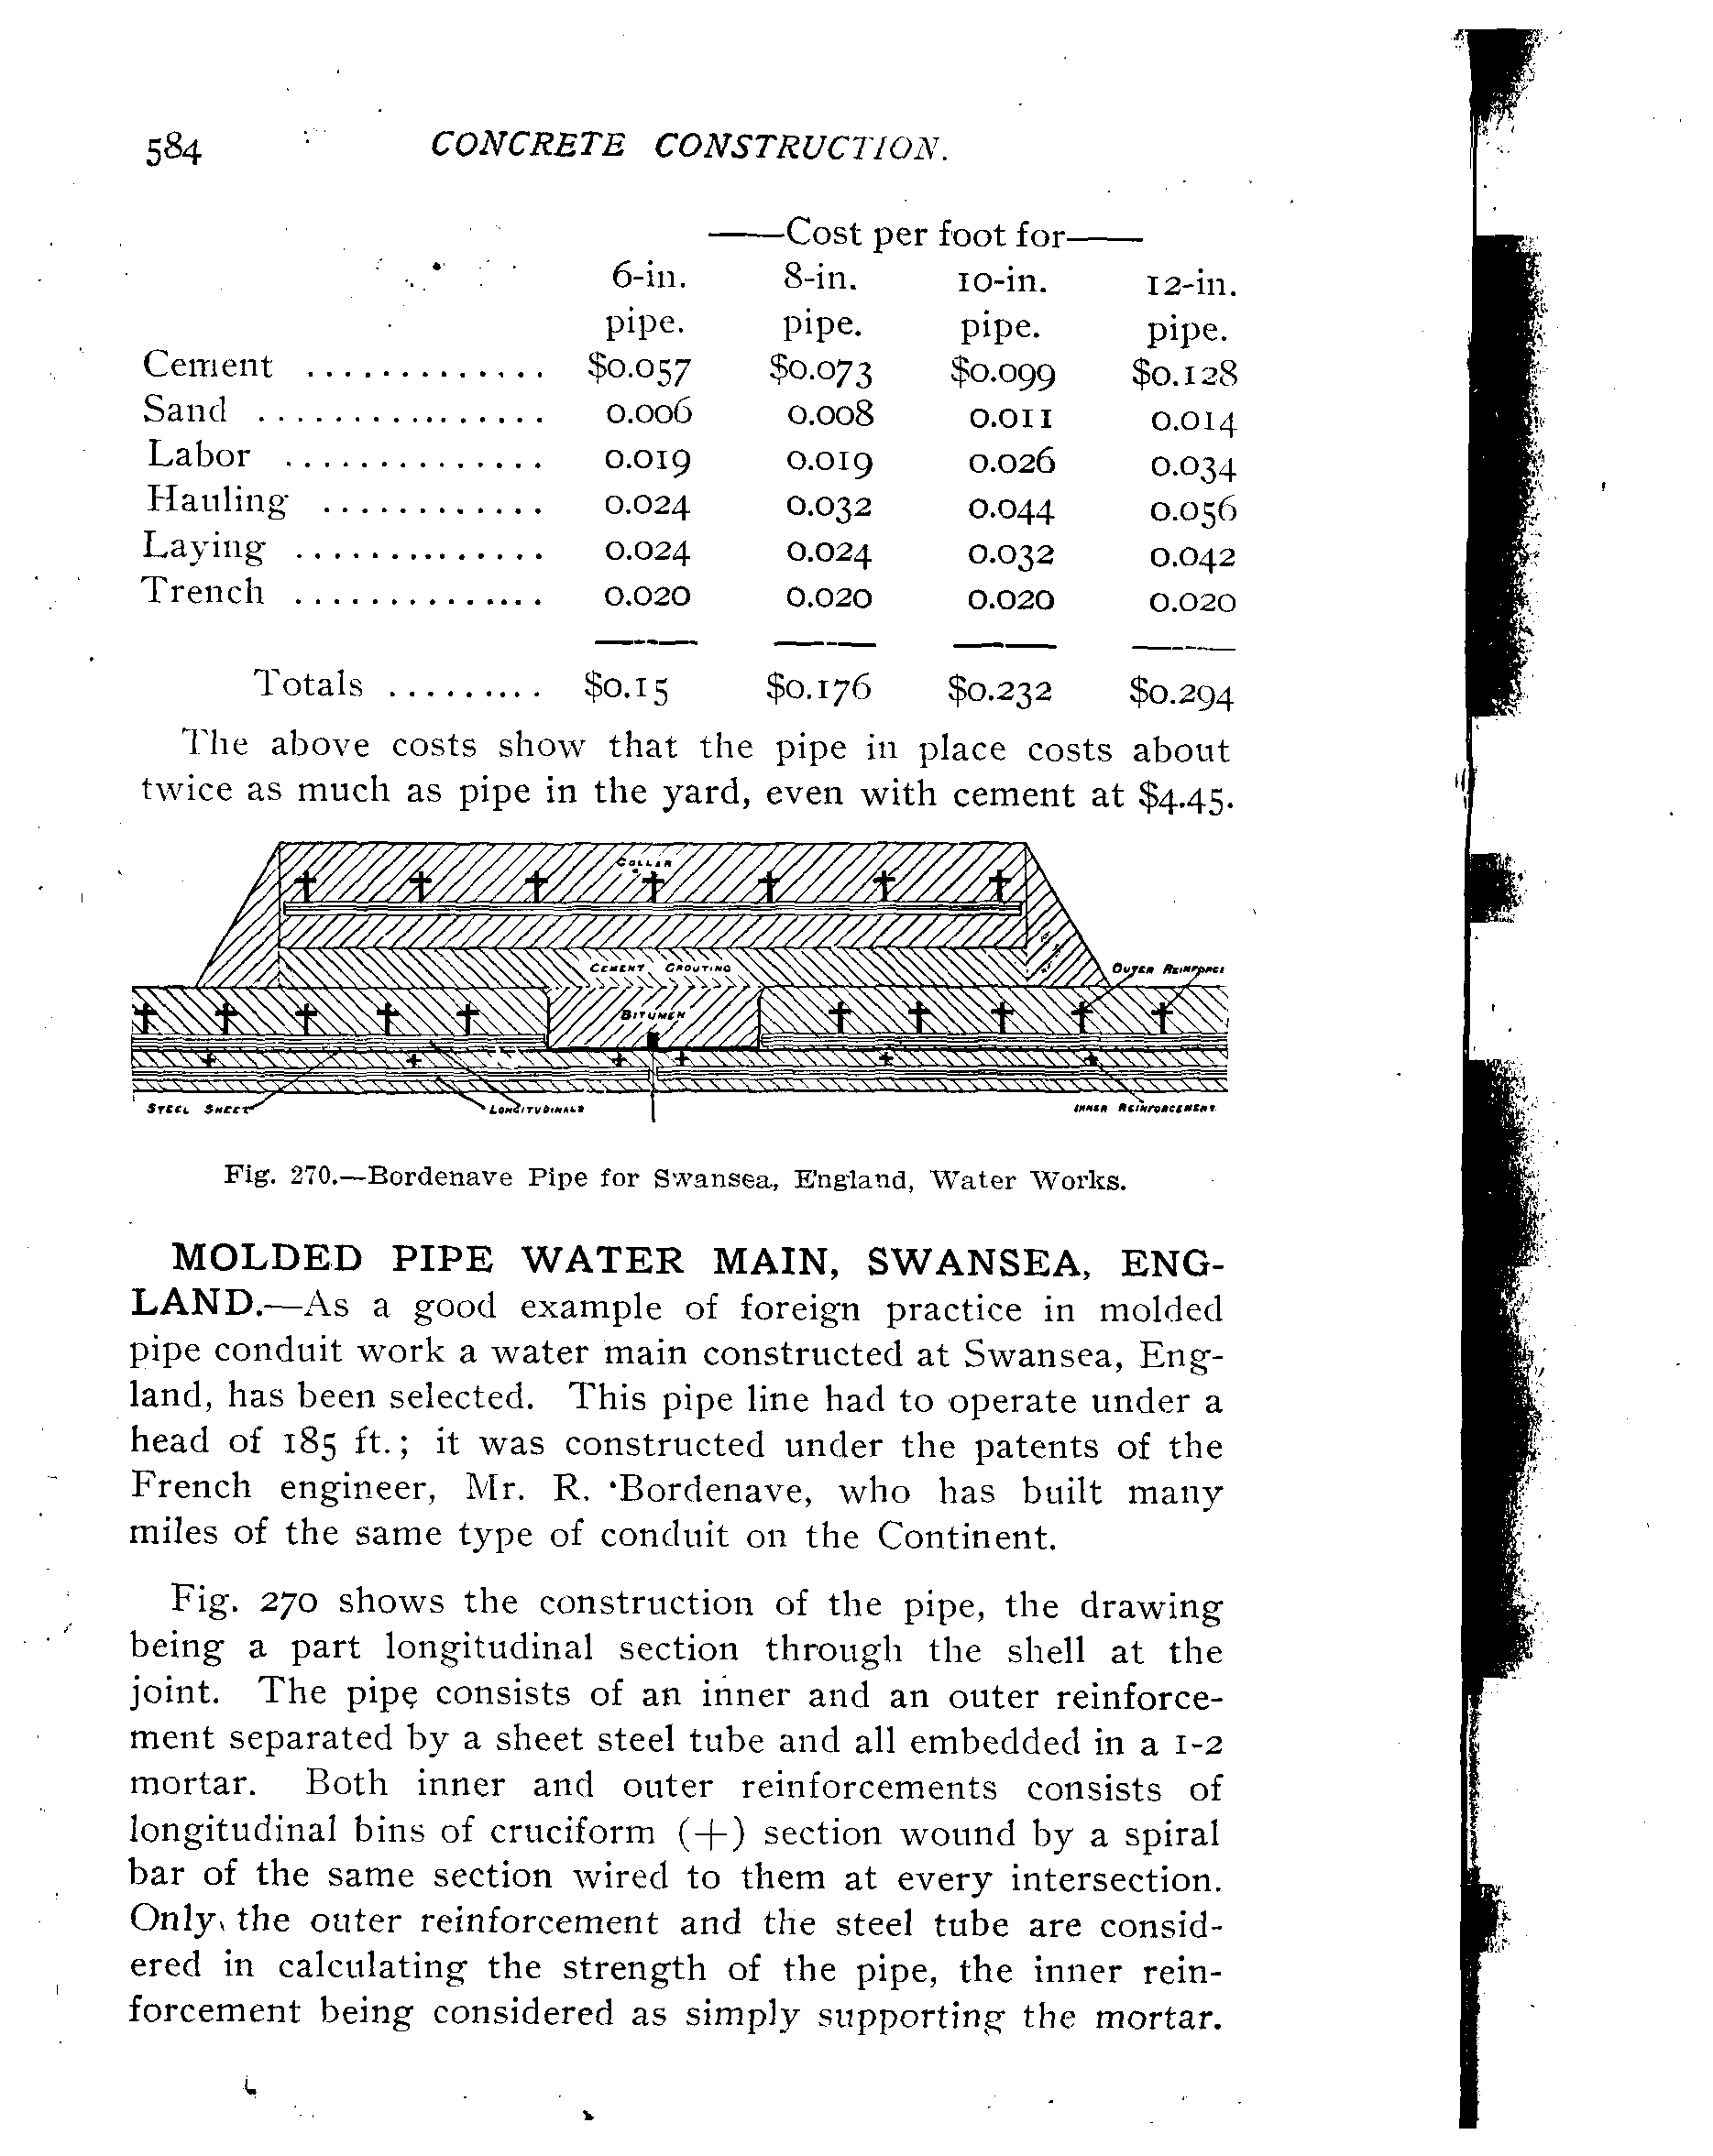 584 CONCRETE CONSTRUCTION.
——Cost per foot for——
6-in. 8-in. 10-in. 12-in.
pipe. pipe. pipe. pipe.
Cement .............. $0.057 $0.073 $0.099 $0.128
Sand ................ 0.006 0.008 0.011 0.014
Labor .............. 0.019 0.019 0.026 0.034
Hauling ............ 0.024 0.032 0.044 0.056
Laying .............. 0.024 0.024 0.032 0.042
Trench .............. 0.020 0.020 0.020 0.020
Totals .......... $0.15 $0.176 $0.232 $0.294
The above costs show that the pipe in place costs about
twice as much as pipe in the yard, even with cement at $4.45.
COLLAR
CEMENT GROUTING
OUTER REINFORCE
BITUMEN
STEEL SHEET
LONGITUDINALS
INNER REINFORCEMENT
Fig. 270.—Bordenave Pipe for Swansea, England, Water Works.
MOLDED PIPE WATER MAIN, SWANSEA, ENG-
LAND.—As a good example of foreign practice in molded
pipe conduit work a water main constructed at Swansea, Eng-
land, has been selected. This pipe line had to operate under a
head of 185 ft.; it was constructed under the patents of the
French engineer, Mr. R. Bordenave, who has built many
miles of the same type of conduit on the Continent.
Fig. 270 shows the construction of the pipe, the drawing
being a part longitudinal section through the shell at the
joint. The pipe consists of an inner and an outer reinforce-
ment separated by a sheet steel tube and all embedded in a 1-2
mortar. Both inner and outer reinforcements consists of
longitudinal bins of cruciform (+) section wound by a spiral
bar of the same section wired to them at every intersection.
Only the outer reinforcement and the steel tube are consid-
ered in calculating the strength of the pipe, the inner rein-
forcement being considered as simply supporting the mortar.